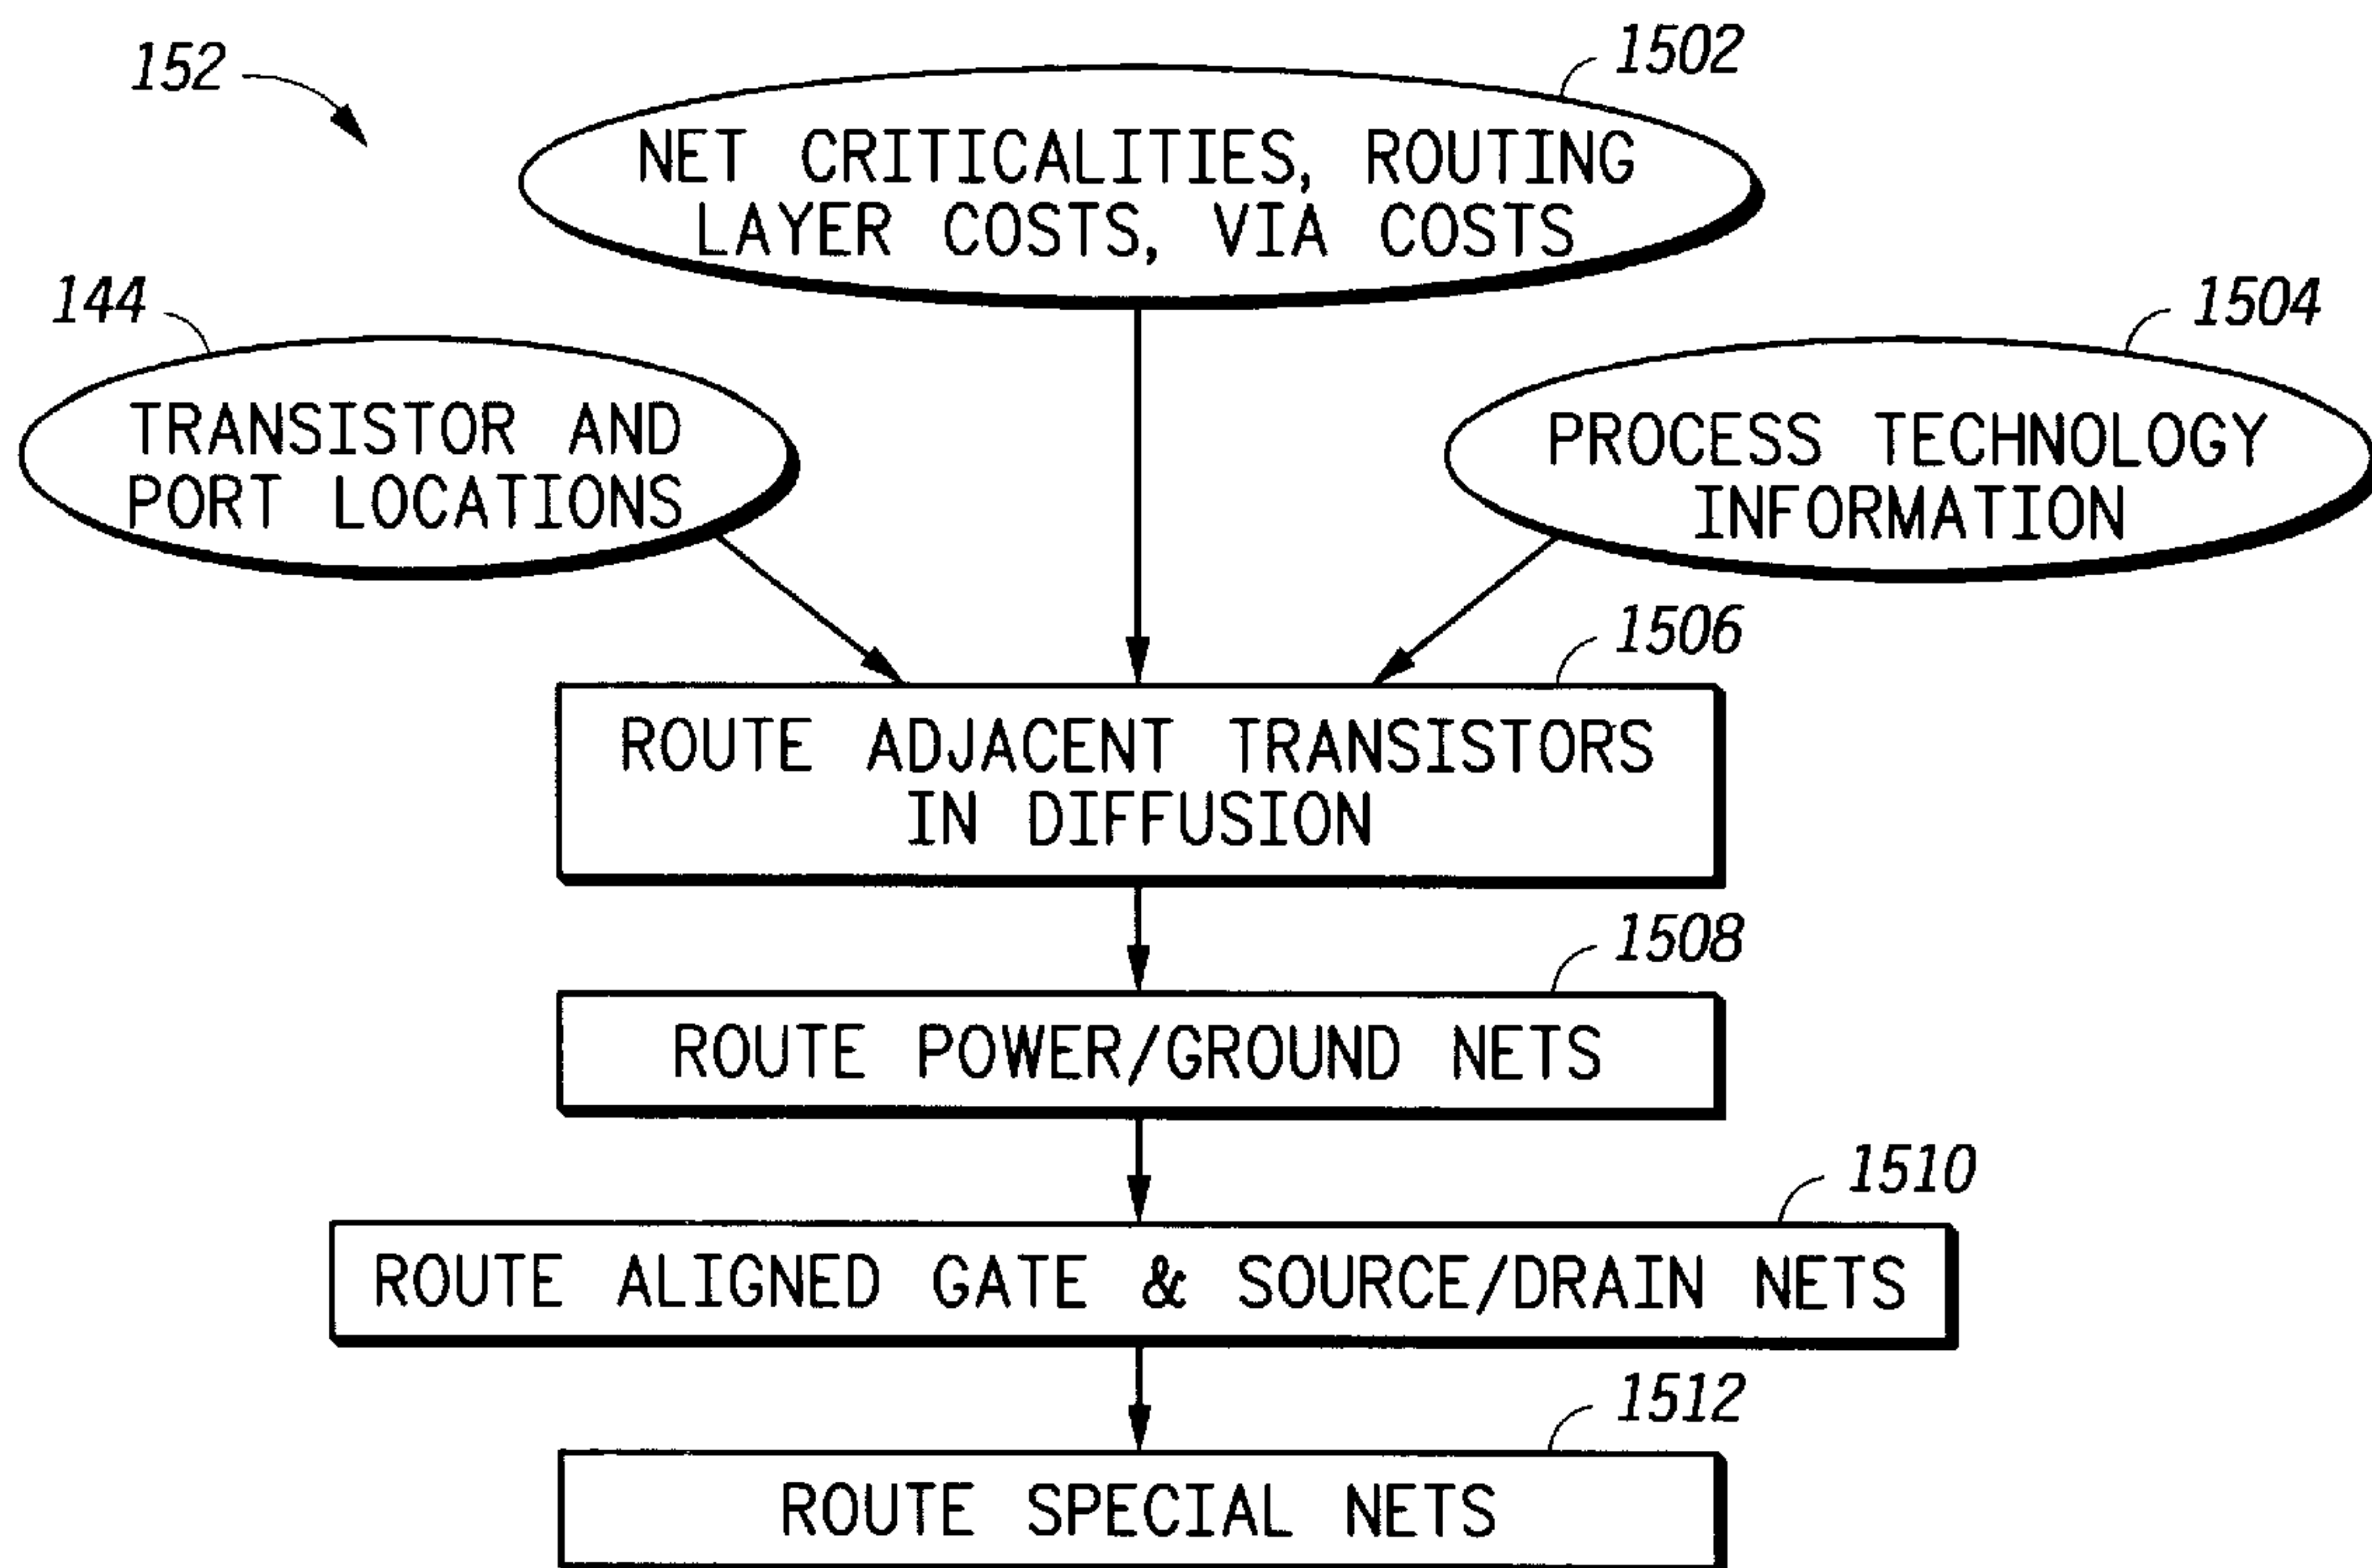 152
1502
NET CRITICALITIES, ROUTING
LAYER COSTS, VIA COSTS
144
TRANSISTOR AND
PORT LOCATIONS
1504
PROCESS TECHNOLOGY
INFORMATION
1506
ROUTE ADJACENT TRANSISTORS
IN DIFFUSION
1508
ROUTE POWER/GROUND NETS
1510
ROUTE ALIGNED GATE & SOURCE/DRAIN NETS
1512
ROUTE SPECIAL NETS